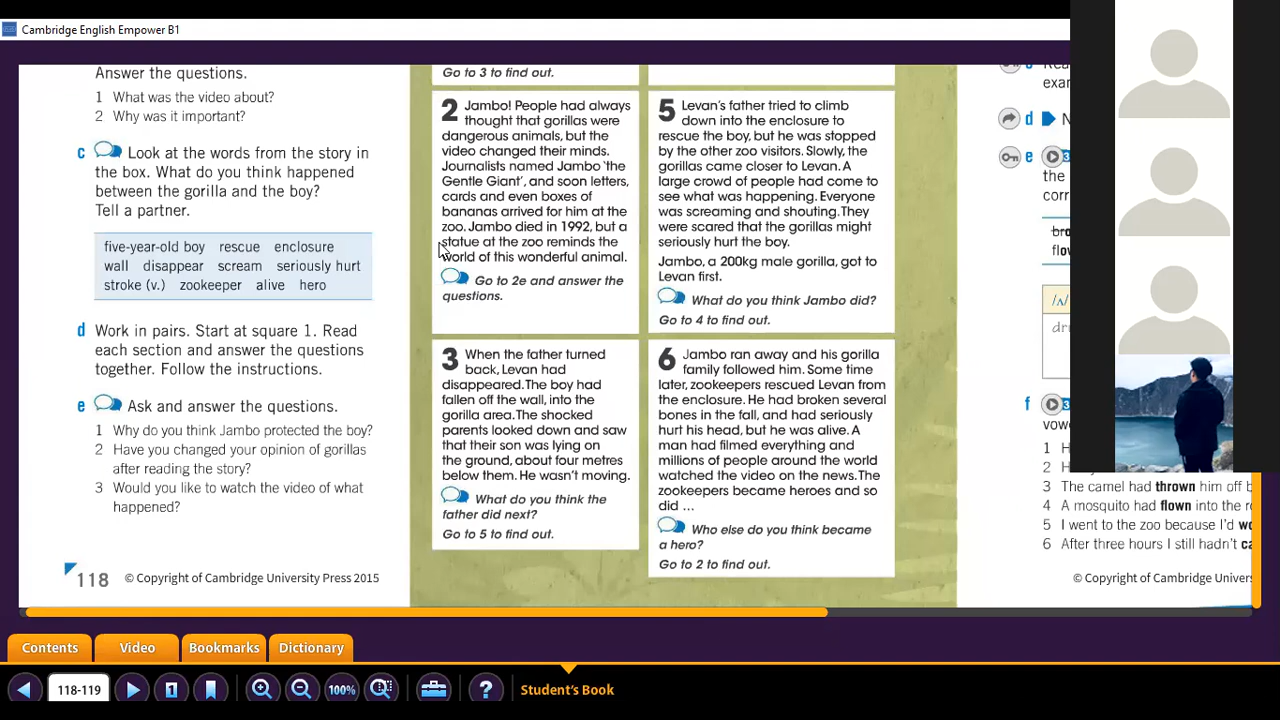 Cambridge English Empower B1
Answer the questions.
1 What was the video about?
2 Why was it important?
c Look at the words from the story in
the box. What do you think happened
between the gorilla and the boy?
Tell a partner.
five-year-old boy rescue enclosure
wall disappear scream seriously hurt
stroke (v.) zookeeper alive hero
d Work in pairs. Start at square 1. Read
each section and answer the questions
together. Follow the instructions.
e Ask and answer the questions.
1 Why do you think Jambo protected the boy?
2 Have you changed your opinion of gorillas
after reading the story?
3 Would you like to watch the video of what
happened?
118 © Copyright of Cambridge University Press 2015
Go to 3 to find out.
2 Jambo! People had always
thought that gorillas were
dangerous animals, but the
video changed their minds.
Journalists named Jambo 'the
Gentle Giant', and soon letters,
cards and even boxes of
bananas arrived for him at the
zoo. Jambo died in 1992, but a
statue at the zoo reminds the
world of this wonderful animal.
Go to 2e and answer the
questions.
3 When the father turned
back, Levan had
disappeared. The boy had
fallen off the wall, into the
gorilla area. The shocked
parents looked down and saw
that their son was lying on
the ground, about four metres
below them. He wasn't moving.
What do you think the
father did next?
Go to 5 to find out.
5 Levan's father tried to climb
down into the enclosure to
rescue the boy, but he was stopped
by the other zoo visitors. Slowly, the
gorillas came closer to Levan. A
large crowd of people had come to
see what was happening. Everyone
was screaming and shouting. They
were scared that the gorillas might
seriously hurt the boy.
Jambo, a 200kg male gorilla, got to
Levan first.
What do you think Jambo did?
Go to 4 to find out.
6 Jambo ran away and his gorilla
family followed him. Some time
later, zookeepers rescued Levan from
the enclosure. He had broken several
bones in the fall, and had seriously
hurt his head, but he was alive. A
man had filmed everything and
millions of people around the world
watched the video on the news. The
zookeepers became heroes and so
did ...
Who else do you think became
a hero?
Go to 2 to find out.
exa
d N
e 3
the
corr
flo
/ʌ/
dru
f 3
vow
1 H
2 H
3 The camel had thrown him off b
4 A mosquito had flown into the r
5 I went to the zoo because I'd w
6 After three hours I still hadn't ca
© Copyright of Cambridge Univers
Contents Video Bookmarks Dictionary
118-119 1 100% ? Student's Book